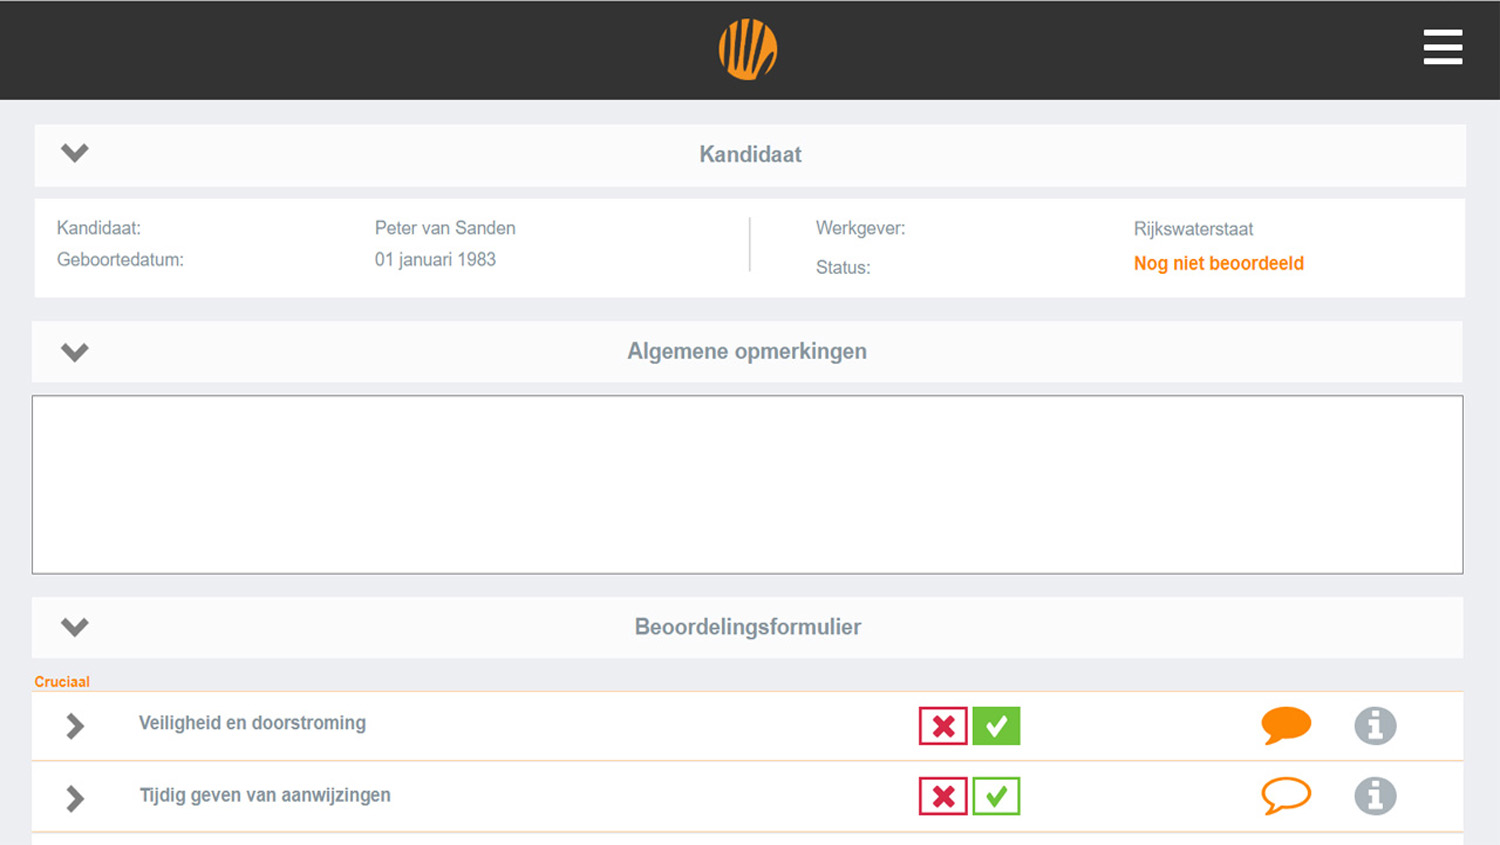 Kandidaat
Kandidaat: Peter van Sanden Werkgever: Rijkswaterstaat
Geboortedatum: 01 januari 1983 Status: Nog niet beoordeeld
Algemene opmerkingen
Beoordelingsformulier
Cruciaal
Veiligheid en doorstroming
Tijdig geven van aanwijzingen